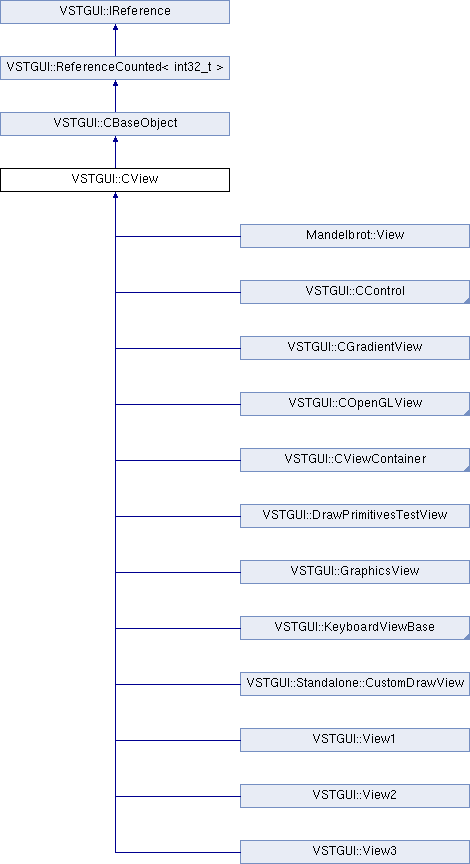 VSTGUI::IReference
VSTGUI::ReferenceCounted< int32_t >
VSTGUI::CBaseObject
VSTGUI::CView
Mandelbrot::View
VSTGUI::CControl
VSTGUI::CGradientView
VSTGUI::COpenGLView
VSTGUI::CViewContainer
VSTGUI::DrawPrimitivesTestView
VSTGUI::GraphicsView
VSTGUI::KeyboardViewBase
VSTGUI::Standalone::CustomDrawView
VSTGUI::View1
VSTGUI::View2
VSTGUI::View3